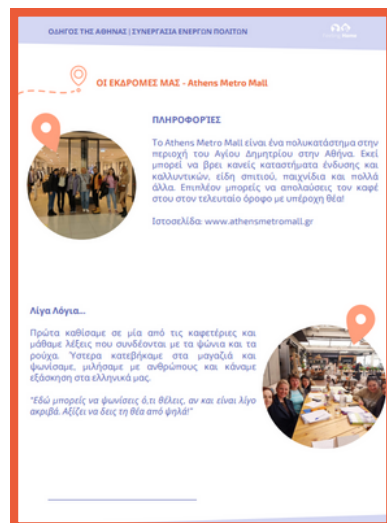 ΟΔΗΓΟΣ ΤΗΣ ΑΘΗΝΑΣ | ΣΥΝΕΡΓΑΣΙΑ ΕΝΕΡΓΩΝ ΠΟΛΙΤΩΝ
ΟΙ ΕΚΔΡΟΜΕΣ ΜΑΣ - Athens Metro Mall
ΠΛΗΡΟΦΟΡΊΕΣ
Το Athens Metro Mall είναι ένα πολυκατάστημα στην
περιοχή του Αγίου Δημητρίου στην Αθήνα. Εκεί
μπορεί να βρει κανείς καταστήματα ένδυσης και
καλλυντικών, είδη σπιτιού, παιχνίδια και πολλά
άλλα. Επιπλέον μπορείς να απολαύσεις τον καφέ
στου στον τελευταίο όροφο με υπέροχη θέα!
Ιστοσελίδα: www.athensmetromall.gr
Λίγα Λόγια...
Πρώτα καθίσαμε σε μία από τις καφετέριες και
μάθαμε λέξεις που συνδέονται με τα ψώνια και τα
ρούχα. Ύστερα κατεβήκαμε στα μαγαζιά και
ψωνίσαμε, μιλήσαμε με ανθρώπους και κάναμε
εξάσκηση στα ελληνικά μας.
"Εδώ μπορείς να ψωνίσεις ό,τι θέλεις, αν και είναι λίγο
ακριβά. Αξίζει να δεις τη θέα από ψηλά!"